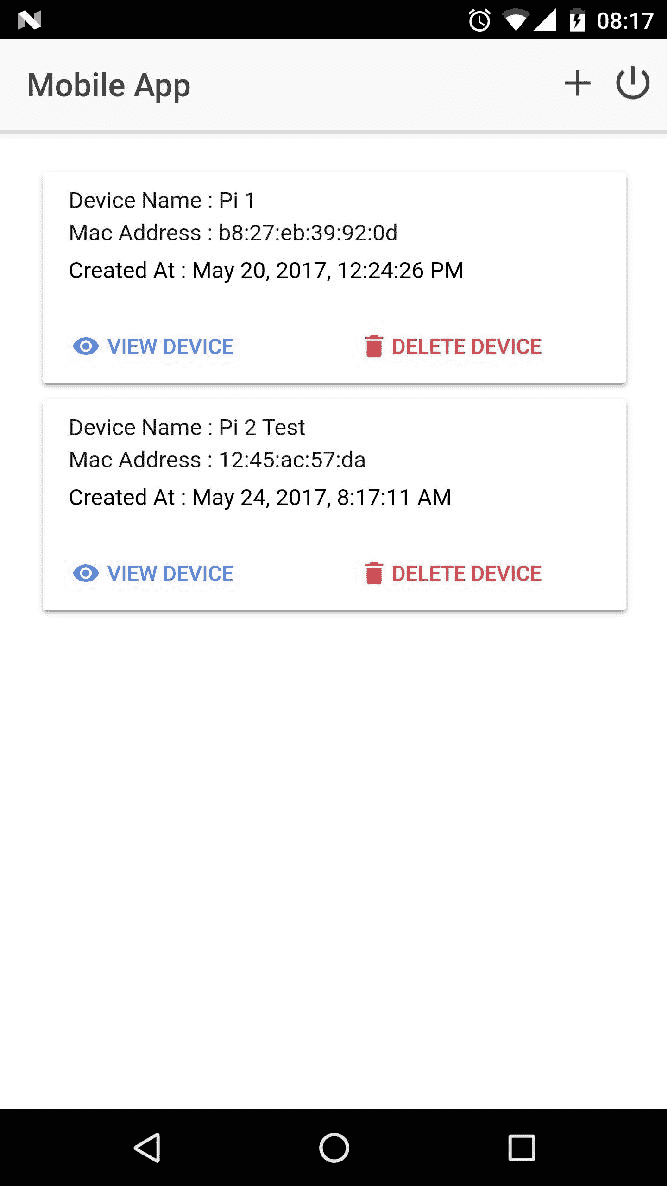 08:17
Mobile App
Device Name : Pi 1
Mac Address : b8:27:eb:39:92:0d
Created At : May 20, 2017, 12:24:26 PM
VIEW DEVICE DELETE DEVICE
Device Name : Pi 2 Test
Mac Address : 12:45:ac:57:da
Created At : May 24, 2017, 8:17:11 AM
VIEW DEVICE DELETE DEVICE